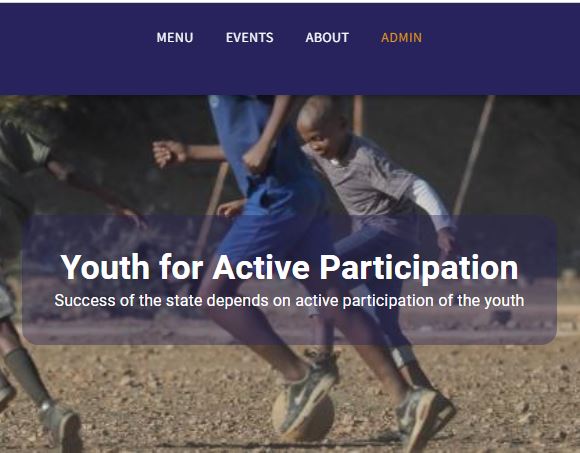 MENU EVENTS ABOUT ADMIN
Youth for Active Participation
Success of the state depends on active participation of the youth